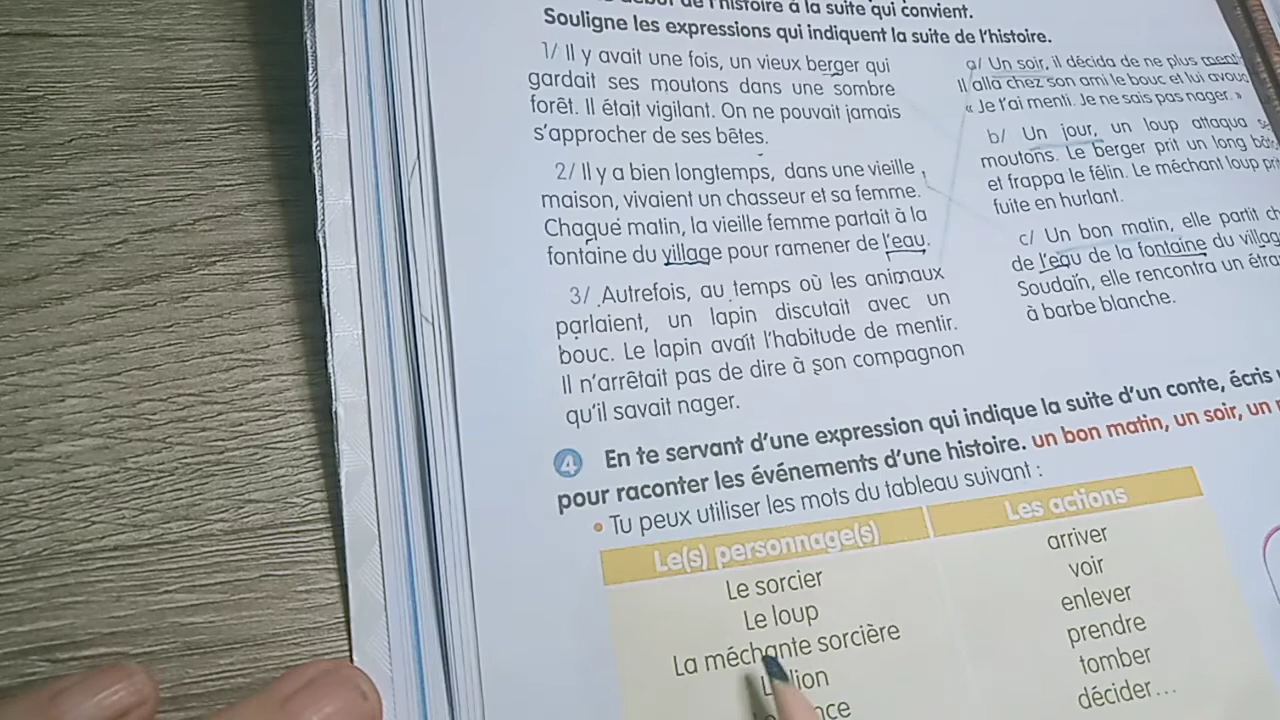 de l'histoire à la suite qui convient.
Souligne les expressions qui indiquent la suite de l'histoire.
1/ Il y avait une fois, un vieux berger qui
gardait ses moutons dans une sombre
forêt. Il était vigilant. On ne pouvait jamais
s'approcher de ses bêtes.
2/ Il y a bien longtemps, dans une vieille
maison, vivaient un chasseur et sa femme.
Chaque matin, la vieille femme partait à la
fontaine du village pour ramener de l'eau.
3/ Autrefois, au temps où les animaux
parlaient, un lapin discutait avec un
bouc. Le lapin avait l'habitude de mentir.
Il n'arrêtait pas de dire à son compagnon
qu'il savait nager.
a/ Un soir, il décida de ne plus
Il alla chez son ami le bouc et lui
« Je t'ai menti. Je ne sais pas nager. »
b/ Un jour, un loup attaqua
moutons. Le berger prit un long
et frappa le félin. Le méchant loup
fuite en hurlant.
c/ Un bon matin, elle partit
de l'eau de la fontaine du
Soudain, elle rencontra un
à barbe blanche.
4 En te servant d'une expression qui indique la suite d'un conte, écris
pour raconter les événements d'une histoire. un bon matin, un soir, un
• Tu peux utiliser les mots du tableau suivant :
Le(s) personnage(s) Les actions
Le sorcier arriver
Le loup voir
La méchante sorcière enlever
lion prendre
tomber
décider...